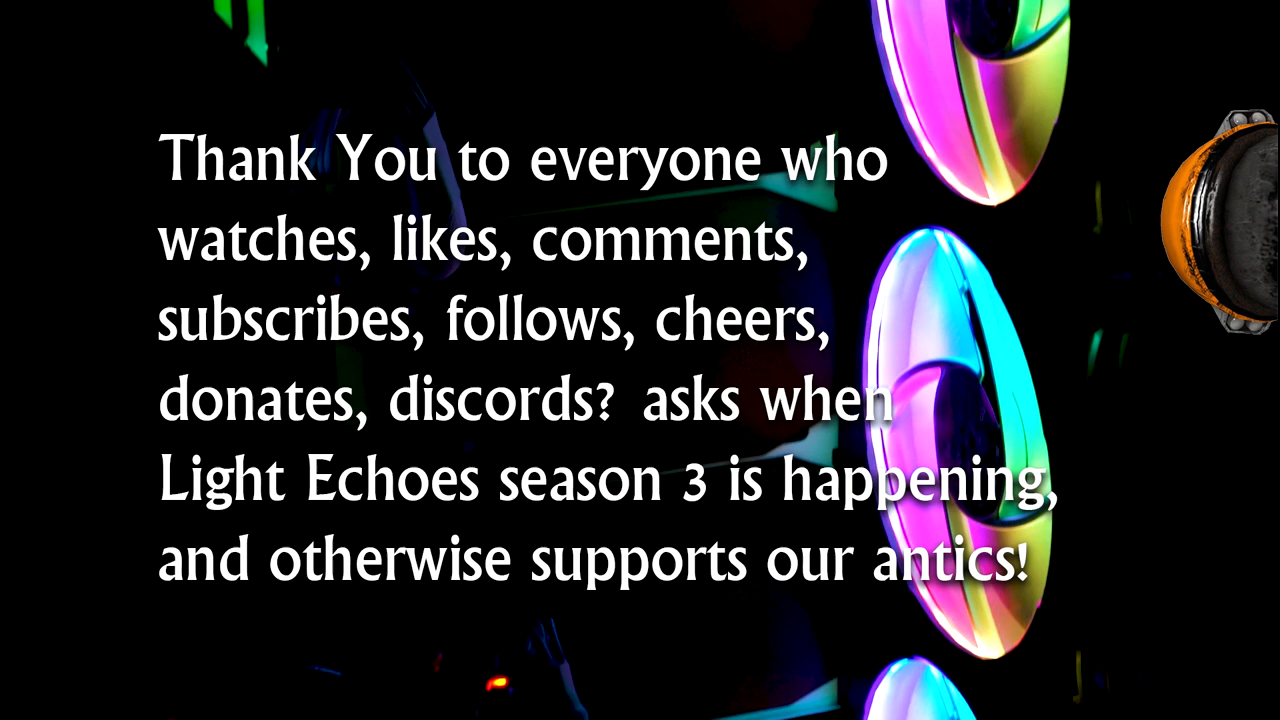 Thank You to everyone who
watches, likes, comments,
subscribes, follows, cheers,
donates, discords? asks when
Light Echoes season 3 is happening,
and otherwise supports our antics!